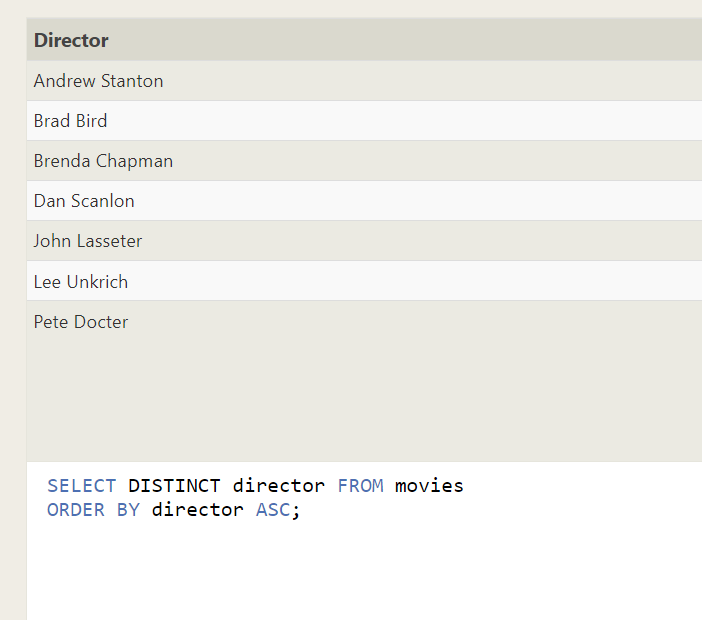 Director
Andrew Stanton
Brad Bird
Brenda Chapman
Dan Scanlon
John Lasseter
Lee Unkrich
Pete Docter
SELECT DISTINCT director FROM movies
ORDER BY director ASC;